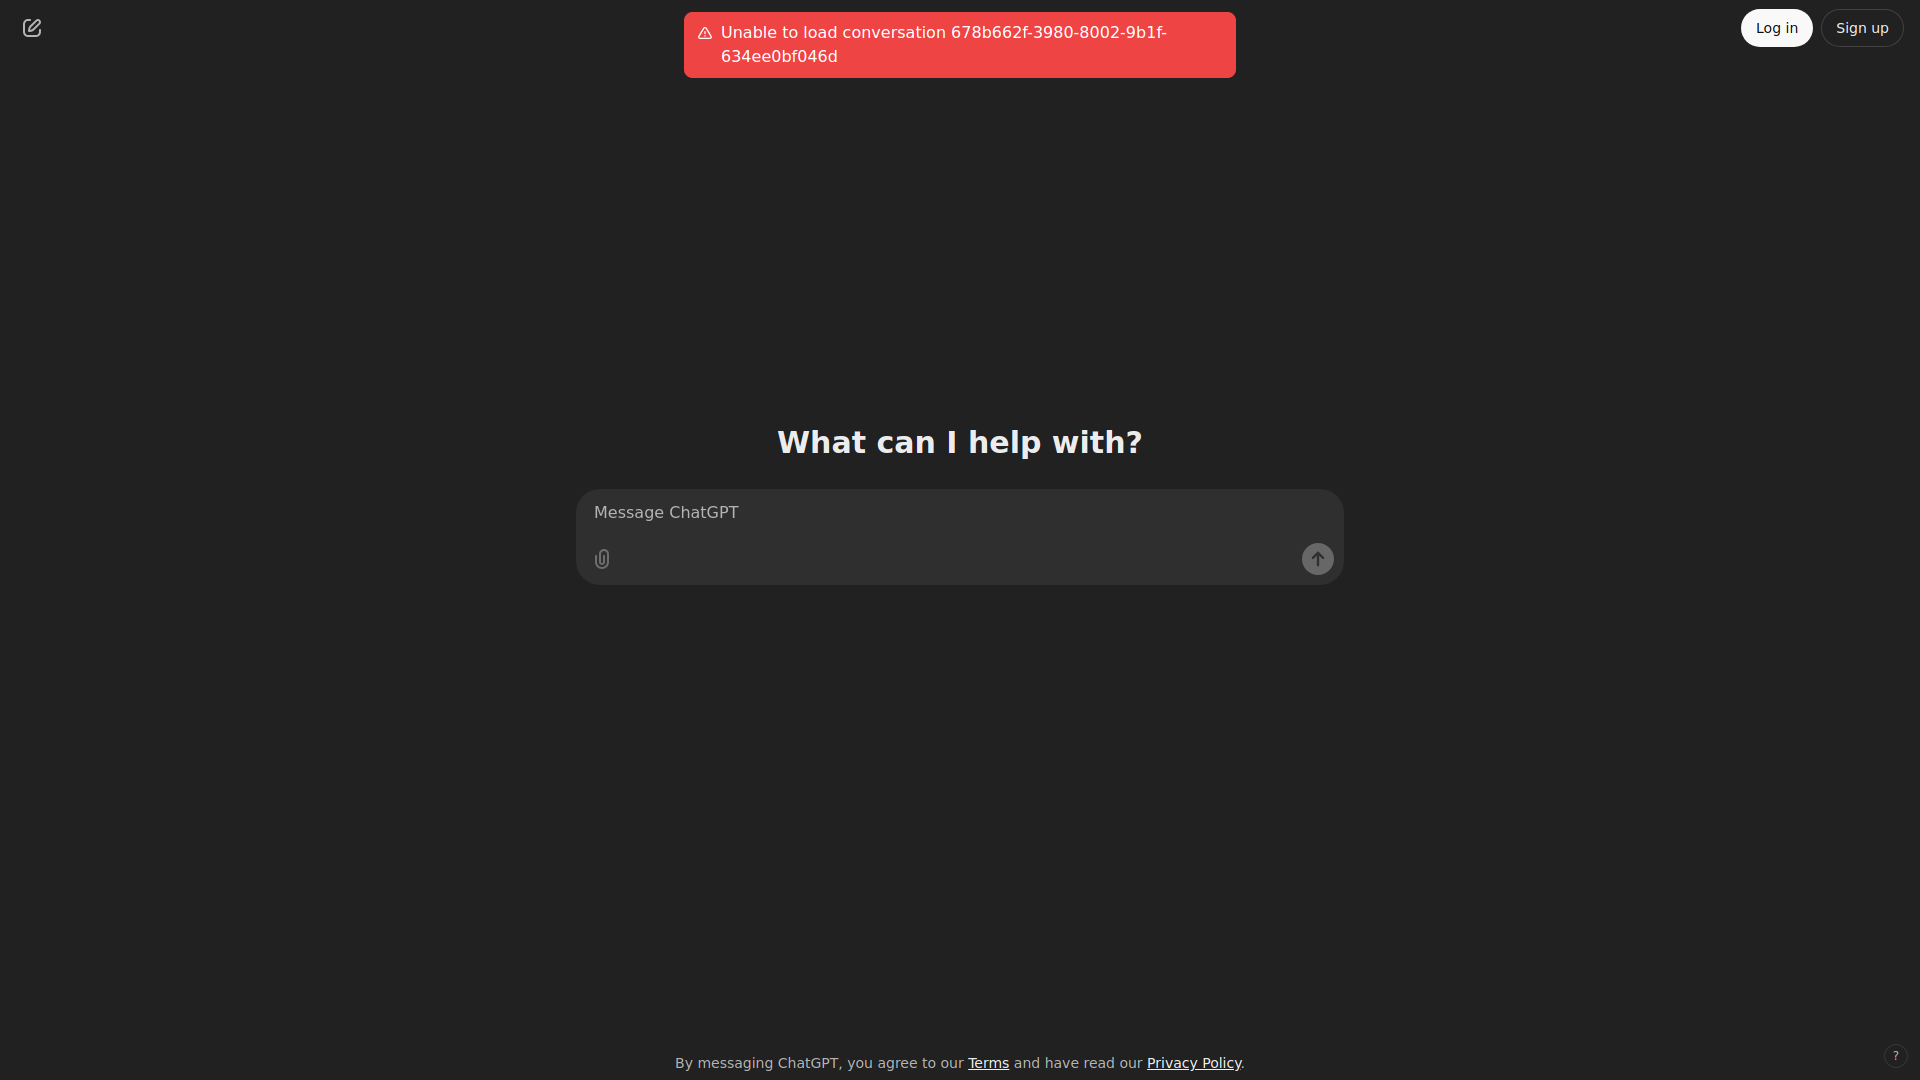 Unable to load conversation 678b662f-3980-8002-9b1f-
634ee0bf046d
Log in
Sign up
What can I help with?
Message ChatGPT
By messaging ChatGPT, you agree to our Terms and have read our Privacy Policy.
?